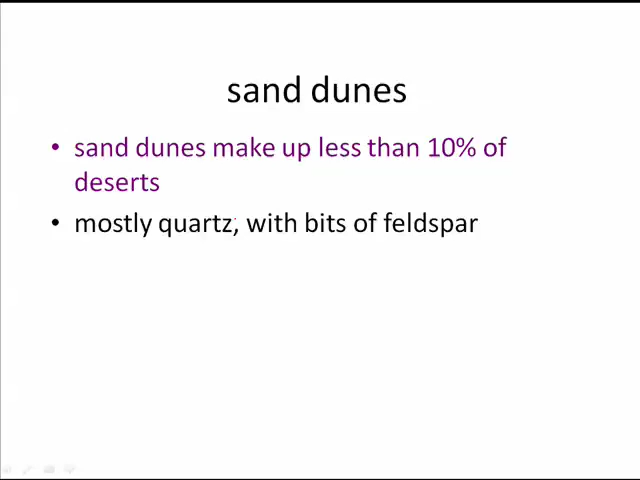 sand dunes
• sand dunes make up less than 10% of
deserts
• mostly quartz, with bits of feldspar